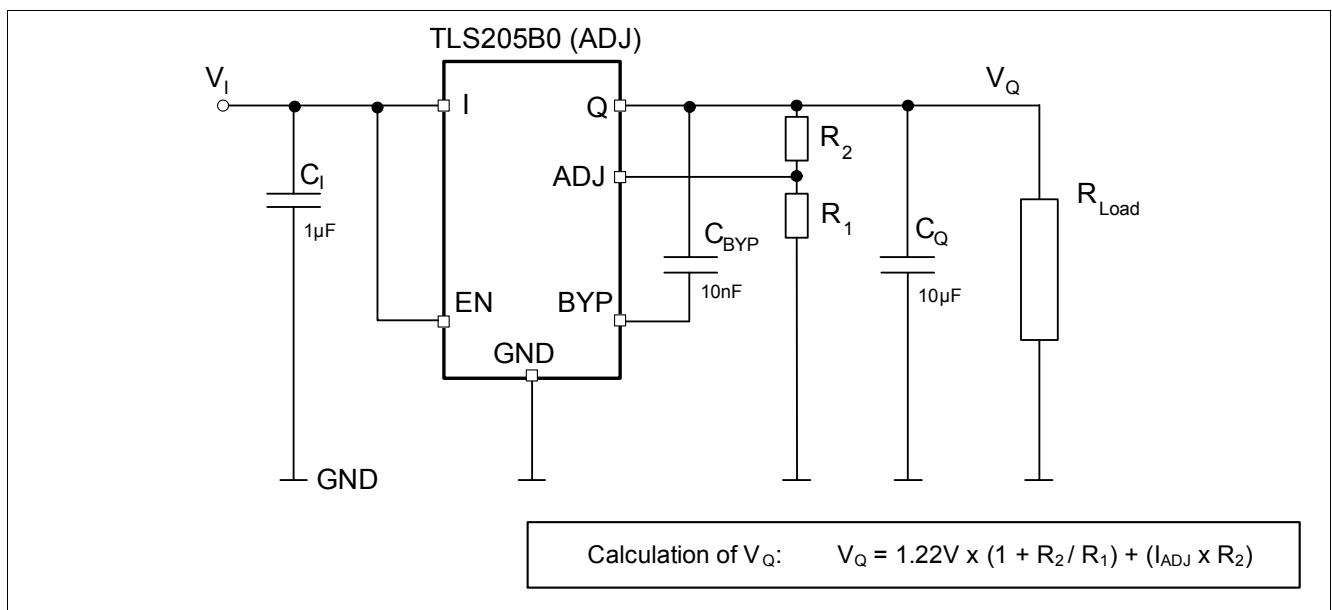 TLS205B0 (ADJ)
V_I
V_Q
I
Q
R_2
ADJ
C_I
R_1
R_Load
1µF
C_BYP
C_Q
10nF
10µF
EN
BYP
GND
GND
Calculation of V_Q: V_Q = 1.22V x (1 + R_2 / R_1) + (I_ADJ x R_2)